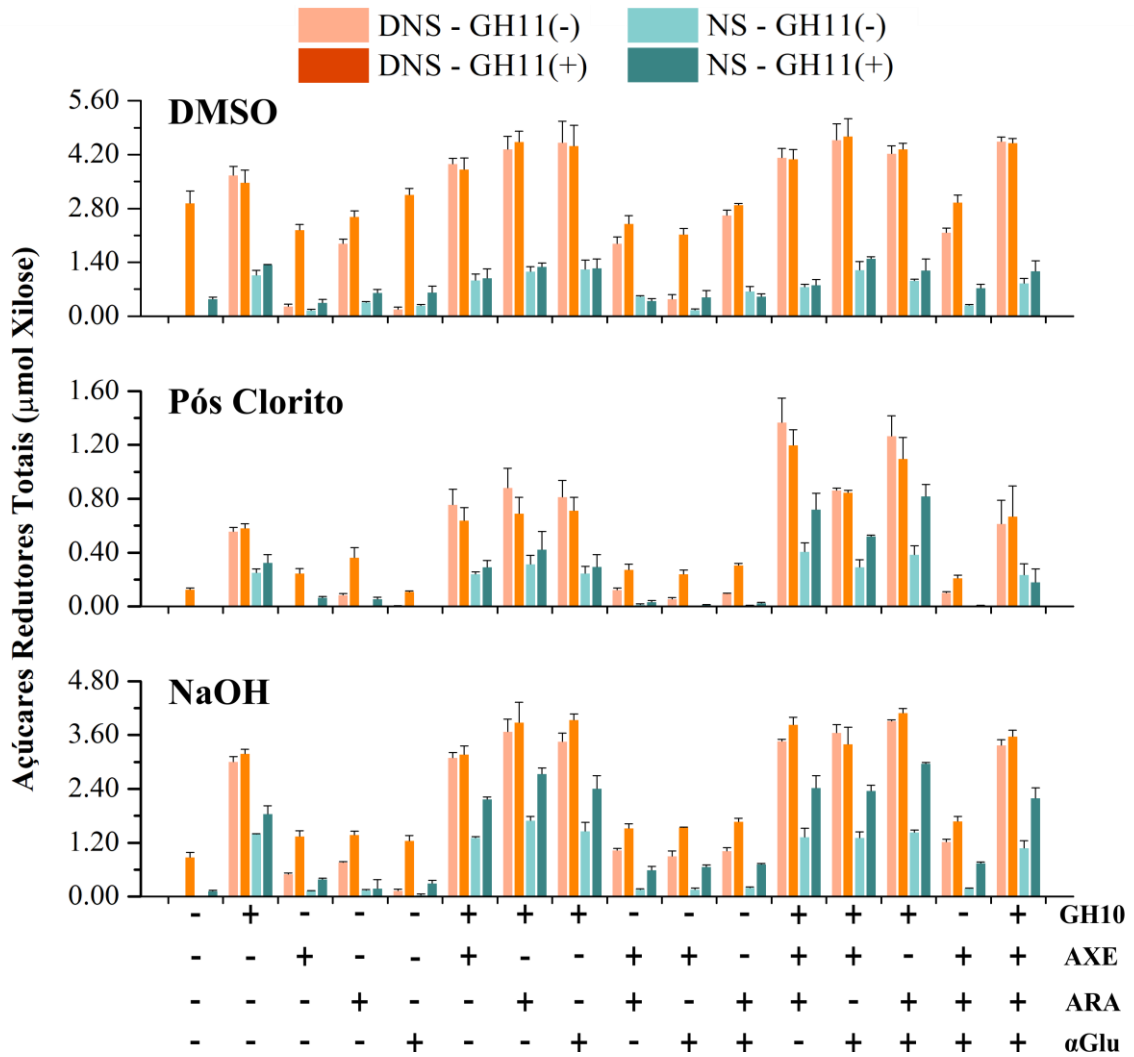 DNS - GH11(-) NS - GH11(-)
DNS - GH11(+) NS - GH11(+)
Açúcares Redutores Totais (μmol Xilose)
DMSO
5.60
4.20
2.80
1.40
0.00
Pós Clorito
1.60
1.20
0.80
0.40
0.00
NaOH
4.80
3.60
2.40
1.20
0.00
- + - - - + + + - - - + + + - + GH10
- - + - - + - - + + - + + - + + AXE
- - - + - - + - + - + + - + + + ARA
- - - - + - - + - + + - + + + + αGlu